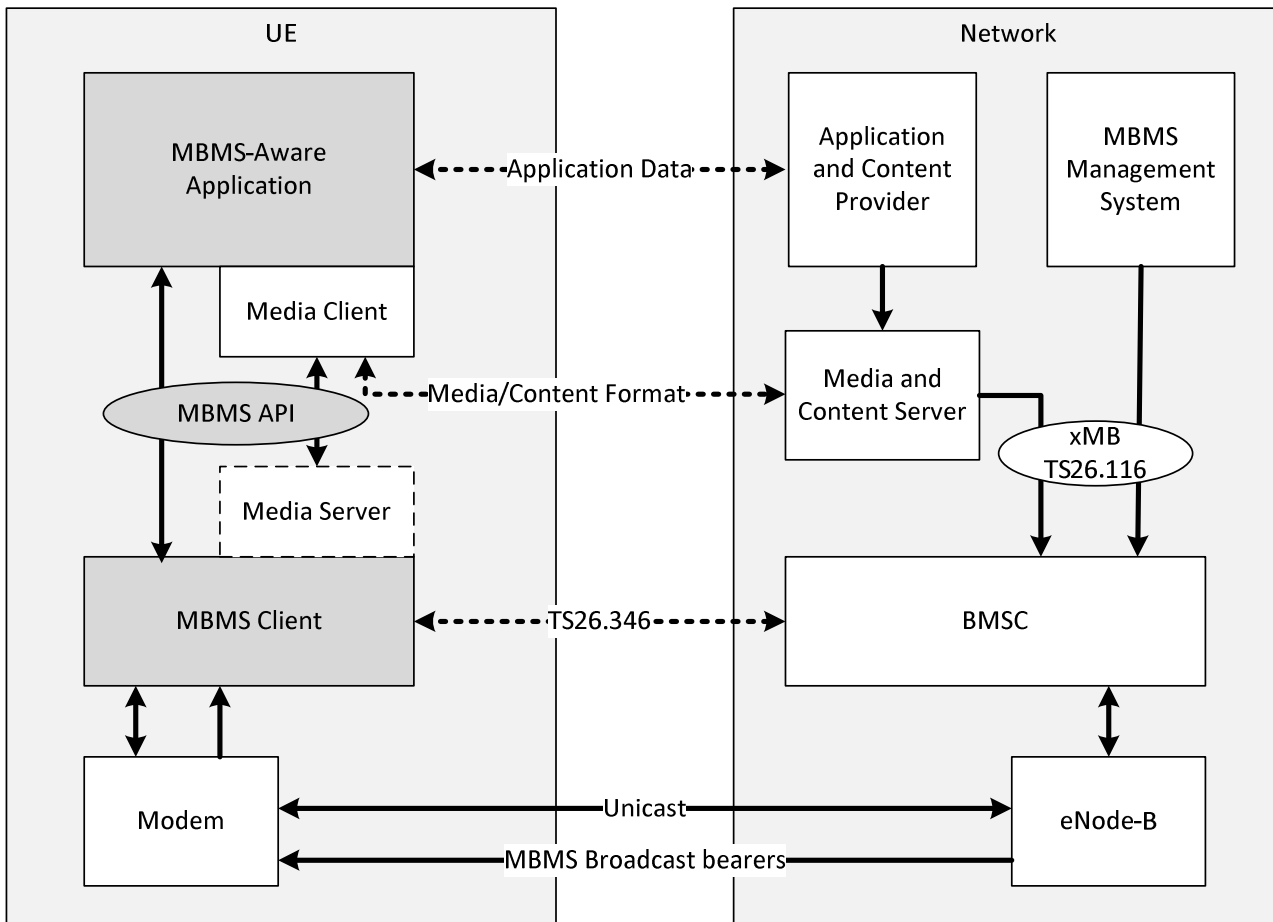 UE
Network
MBMS-Aware
Application
Application Data
Application
and Content
Provider
MBMS
Management
System
Media Client
Media/Content Format
Media and
Content Server
MBMS API
xMB
TS26.116
Media Server
MBMS Client
TS26.346
BMSC
Modem
Unicast
eNode-B
MBMS Broadcast bearers